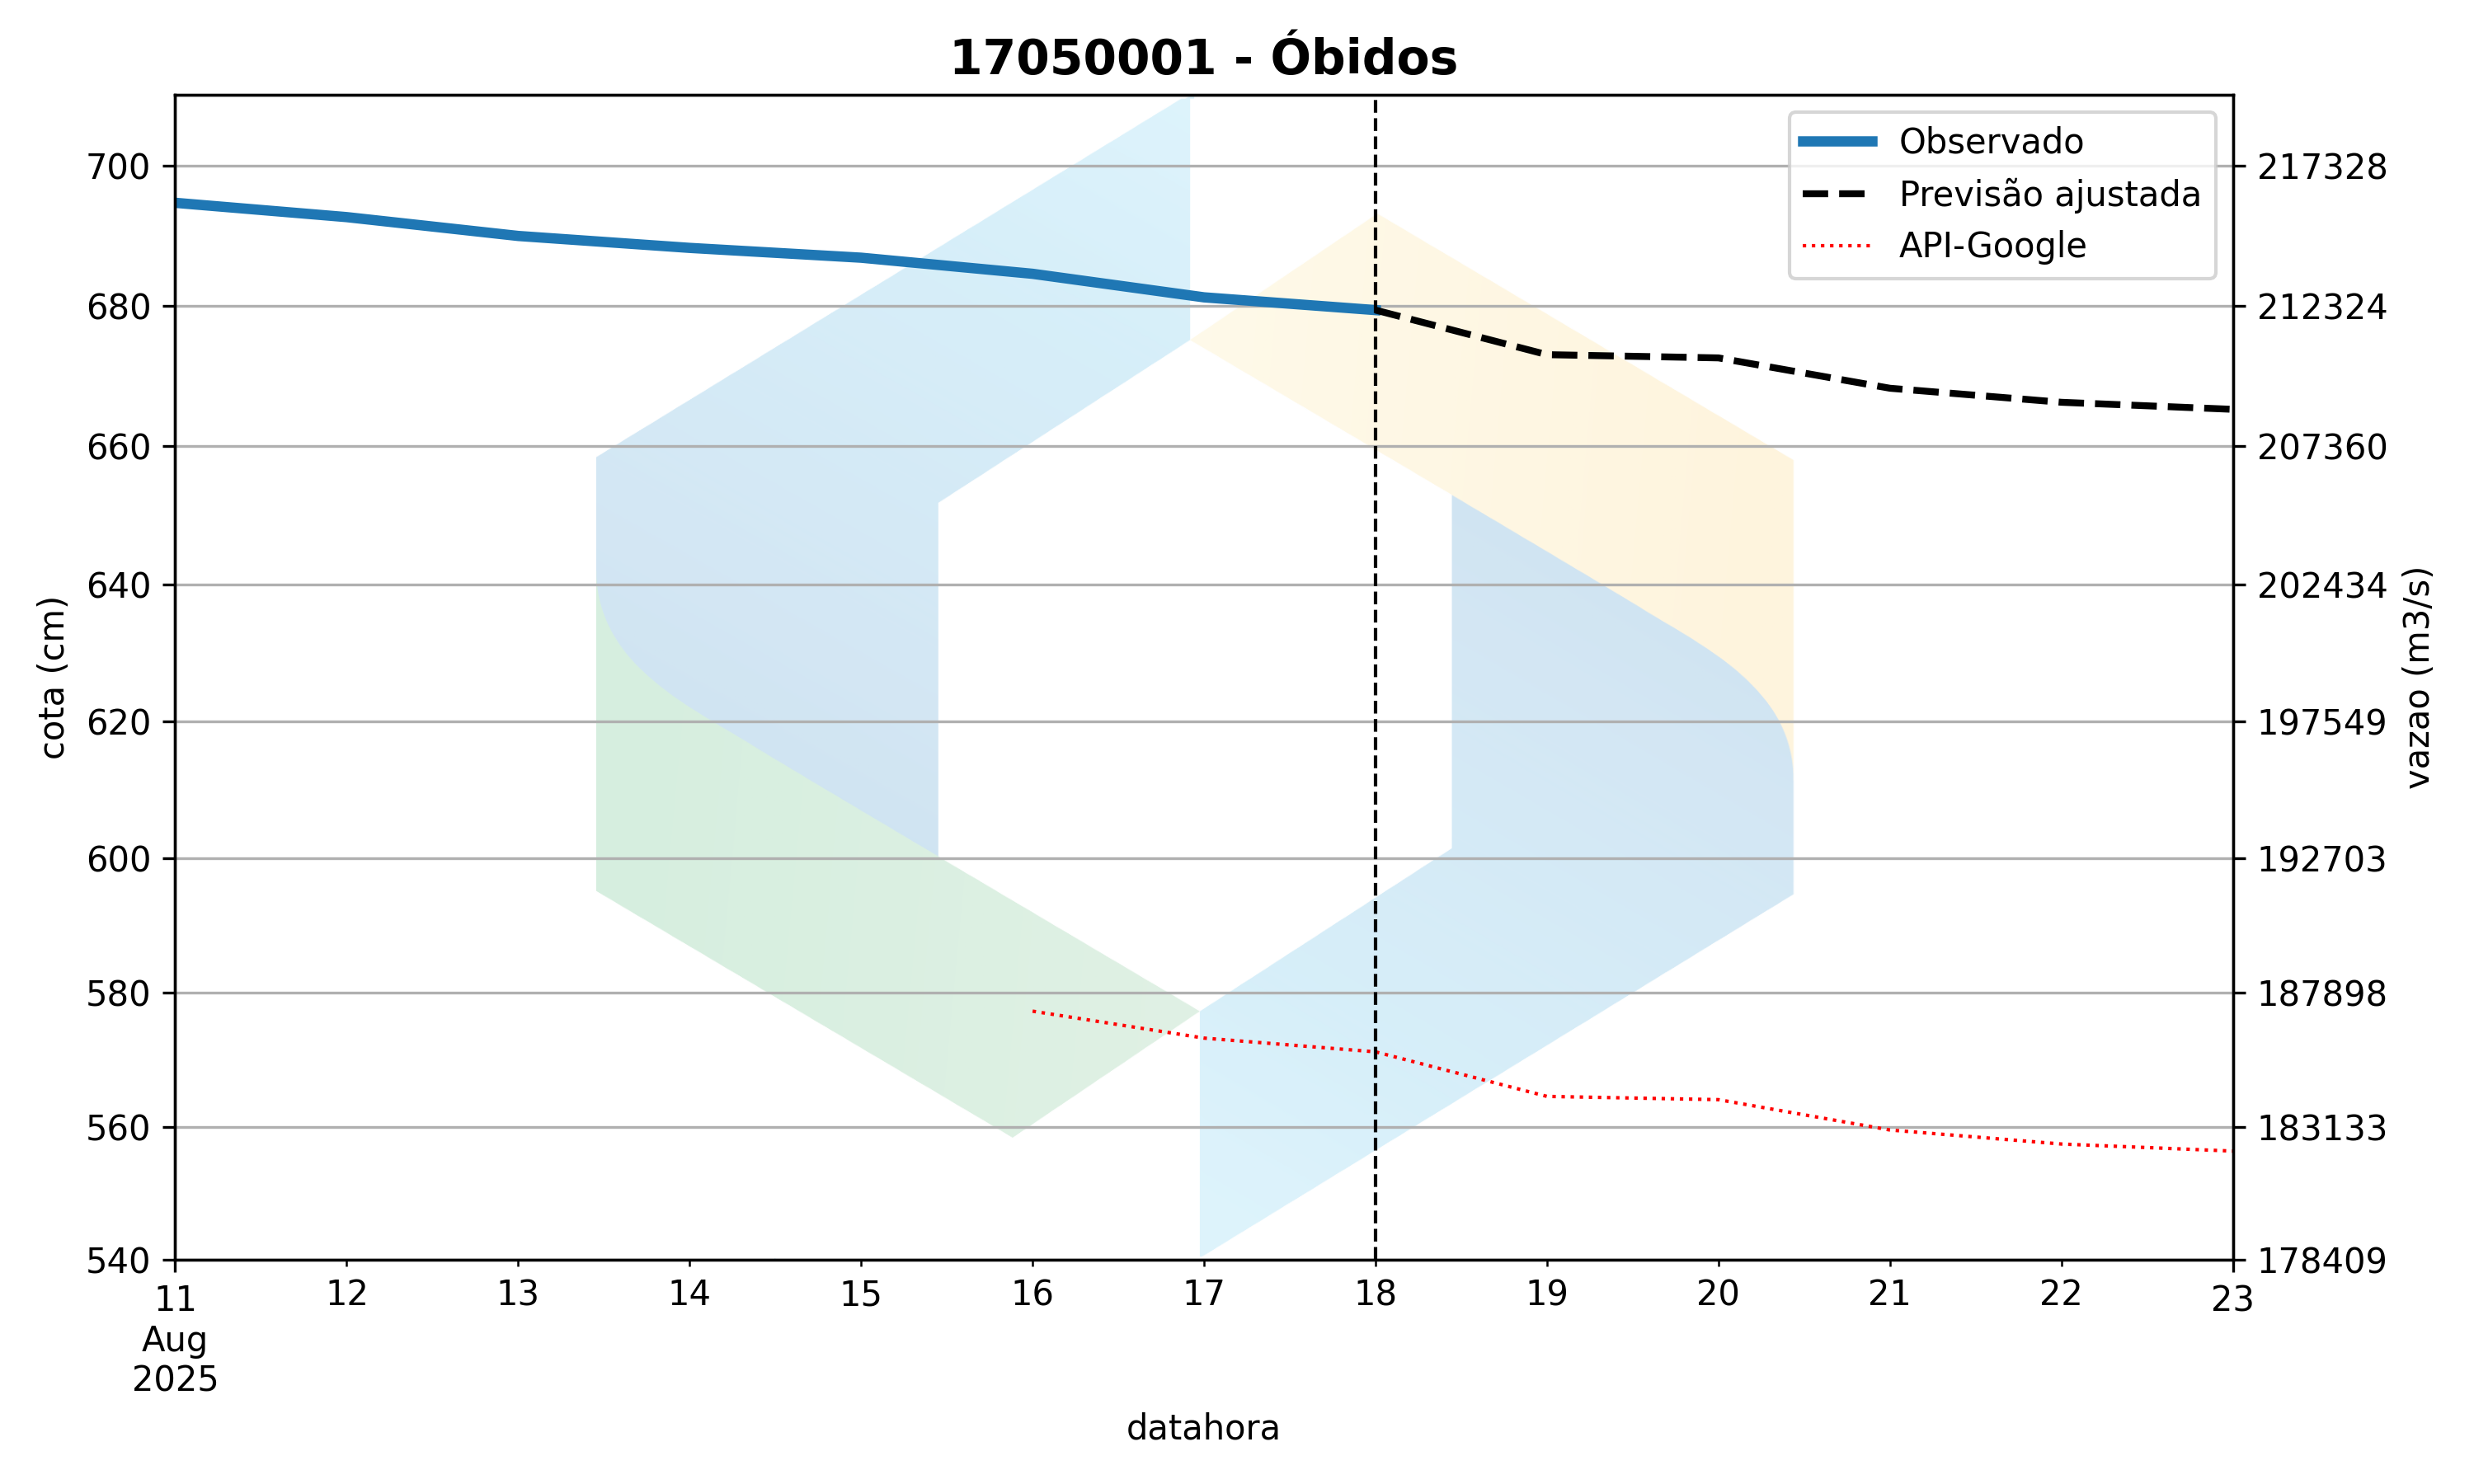 17050001 - Óbidos
Observado
Previsão ajustada
API-Google
700
680
660
640
620
600
580
560
540
cota (cm)
217328
212324
207360
202434
197549
192703
187898
183133
178409
vazao (m3/s)
11 12 13 14 15 16 17 18 19 20 21 22 23
Aug
2025
datahora